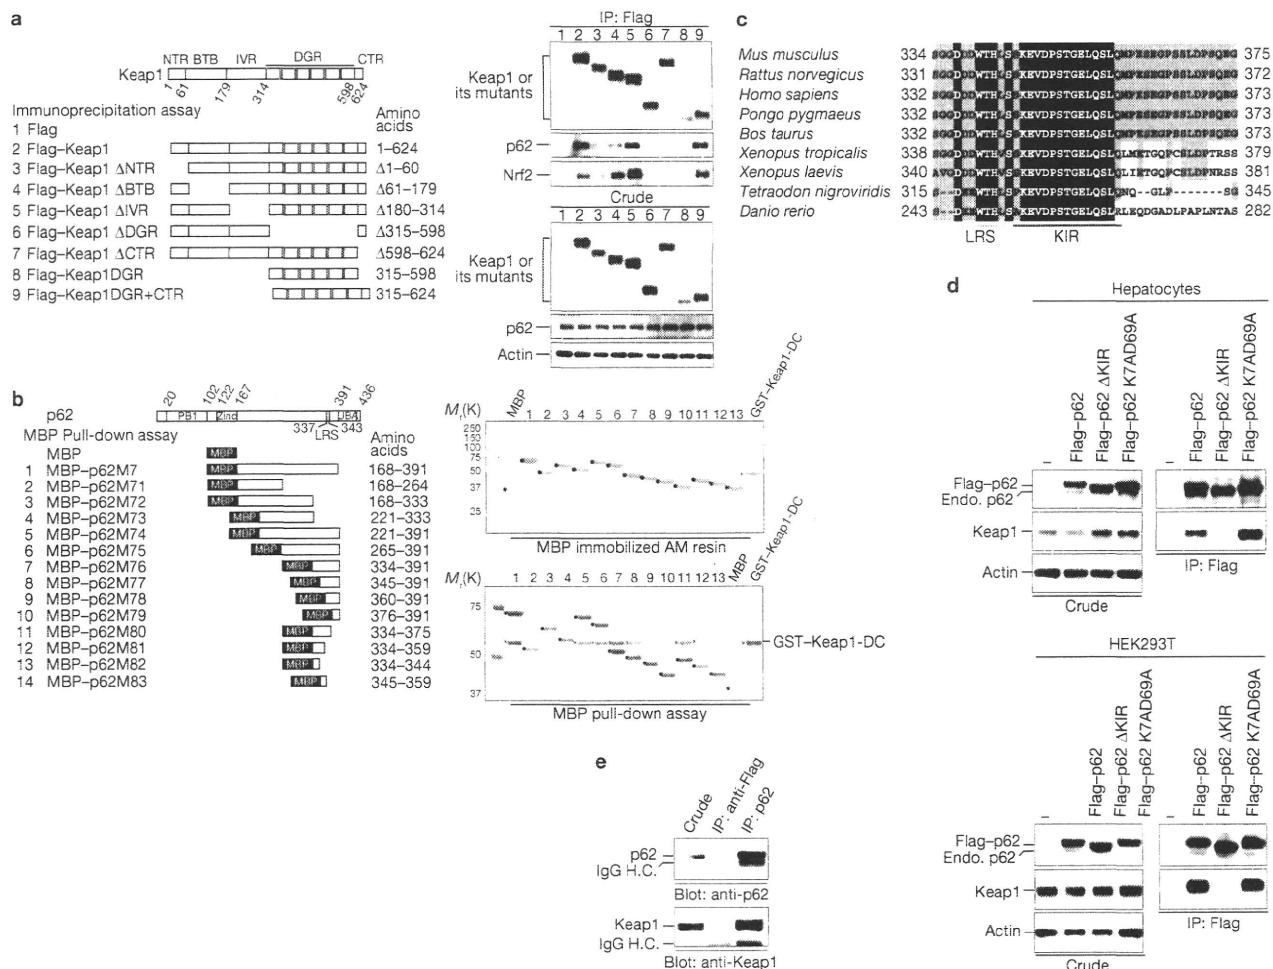 a
NTR BTB IVR DGR CTR
Keap1
1 61 179 314 598 624
Immunoprecipitation assay
Amino acids
1 Flag
2 Flag–Keap1 1–624
3 Flag–Keap1 ΔNTR Δ1–60
4 Flag–Keap1 ΔBTB Δ61–179
5 Flag–Keap1 ΔIVR Δ180–314
6 Flag–Keap1 ΔDGR Δ315–598
7 Flag–Keap1 ΔCTR Δ598–624
8 Flag–Keap1DGR 315–598
9 Flag–Keap1DGR+CTR 315–624
IP: Flag
1 2 3 4 5 6 7 8 9
Keap1 or its mutants
p62
Nrf2
Crude
1 2 3 4 5 6 7 8 9
Keap1 or its mutants
p62
Actin
b
20 102 122 167 391 436
p62 PB1 Zinc UBA
337 LRS 343
MBP Pull-down assay
Amino acids
MBP MBP
1 MBP–p62M7 MBP 168–391
2 MBP–p62M71 MBP 168–264
3 MBP–p62M72 MBP 168–333
4 MBP–p62M73 MBP 221–333
5 MBP–p62M74 MBP 221–391
6 MBP–p62M75 MBP 265–391
7 MBP–p62M76 MBP 334–391
8 MBP–p62M77 MBP 345–391
9 MBP–p62M78 MBP 360–391
10 MBP–p62M79 MBP 376–391
11 MBP–p62M80 MBP 334–375
12 MBP–p62M81 MBP 334–359
13 MBP–p62M82 MBP 334–344
14 MBP–p62M83 MBP 345–359
Mr(K) MBP 1 2 3 4 5 6 7 8 9 10 11 12 13 GST–Keap1-DC
250
150
100
75
50
37
25
MBP immobilized AM resin
Mr(K) 1 2 3 4 5 6 7 8 9 10 11 12 13 MBP GST–Keap1-DC
75
50
37
GST–Keap1-DC
MBP pull-down assay
c
Mus musculus 334 375
Rattus norvegicus 331 372
Homo sapiens 332 373
Pongo pygmaeus 332 373
Bos taurus 332 373
Xenopus tropicalis 338 KEVDPSTGELQSLQLMETGQPCSLDPTRSS 379
Xenopus laevis 340 KEVDPSTGELQSLQLIETGQPCSLDPNRSS 381
Tetraodon nigroviridis 315 345
Danio rerio 243 KEVDPSTGELQSLRLEQDGADLPAPLNTAS 282
LRS KIR
d
Hepatocytes
– Flag–p62 Flag–p62 ΔKIR Flag–p62 K7AD69A
– Flag–p62 Flag–p62 ΔKIR Flag–p62 K7AD69A
Flag–p62
Endo. p62
Keap1
Actin
Crude
IP: Flag
HEK293T
– Flag–p62 Flag–p62 ΔKIR Flag–p62 K7AD69A
– Flag–p62 Flag–p62 ΔKIR Flag–p62 K7AD69A
Flag–p62
Endo. p62
Keap1
Actin
Crude
IP: Flag
e
Crude IP: anti-Flag IP: p62
p62
IgG H.C.
Blot: anti-p62
Keap1
IgG H.C.
Blot: anti-Keap1